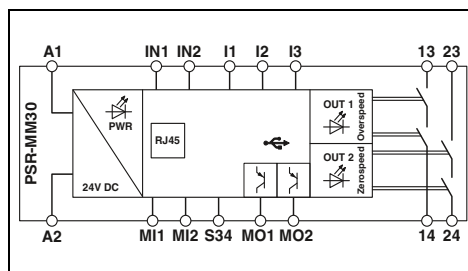 A1 IN1 IN2 I1 I2 I3 13 23
PSR-MM30
PWR
RJ45
OUT 1
Overspeed
OUT 2
Zerospeed
24V DC
A2 MI1 MI2 S34 MO1 MO2 14 24